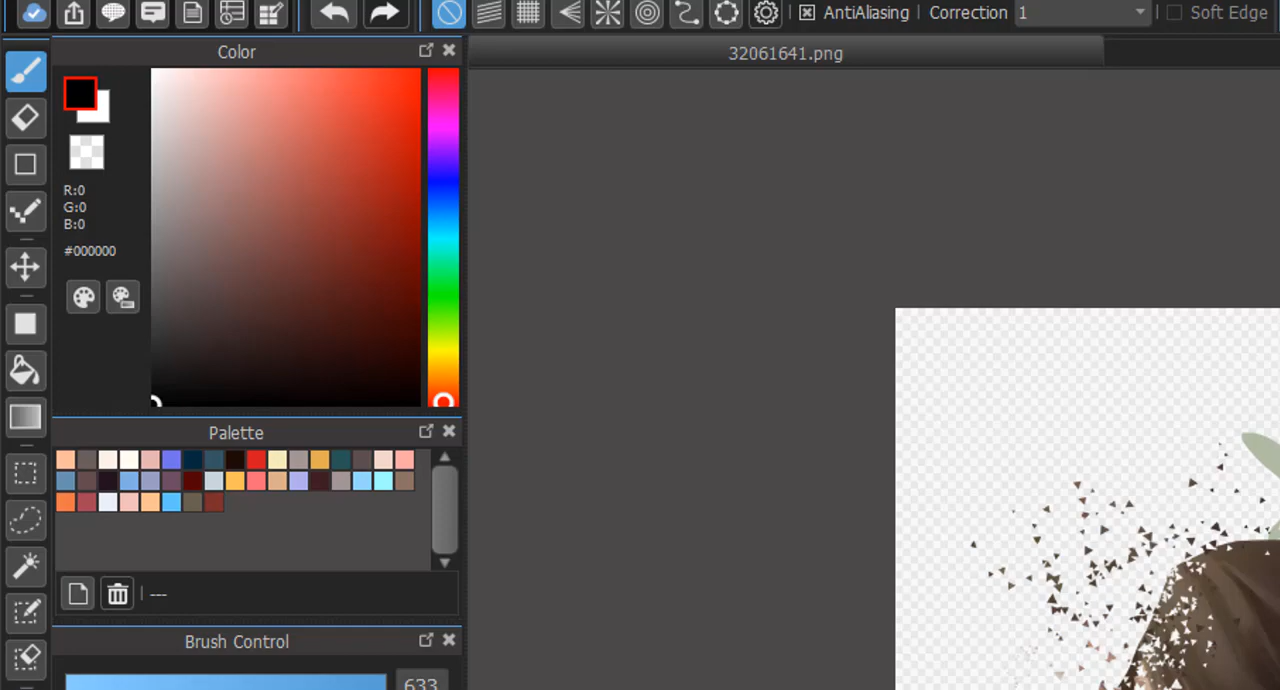 AntiAliasing Correction 1 Soft Edge
Color
32061641.png
R:0
G:0
B:0
#000000
Palette
---
Brush Control
633